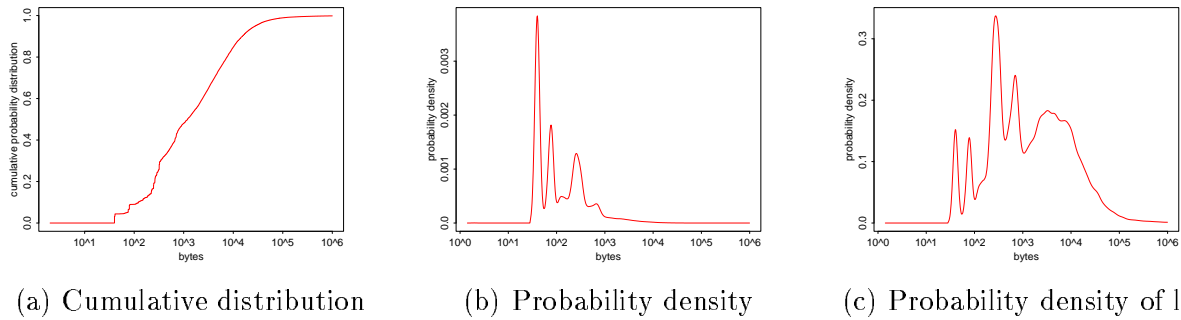 cumulative probability distribution
0.0 0.2 0.4 0.6 0.8 1.0
10^1 10^2 10^3 10^4 10^5 10^6
bytes
(a) Cumulative distribution
probability density
0.0 0.001 0.002 0.003
10^0 10^1 10^2 10^3 10^4 10^5 10^6
bytes
(b) Probability density
probability density
0.0 0.1 0.2 0.3
10^0 10^1 10^2 10^3 10^4 10^5 10^6
bytes
(c) Probability density of l